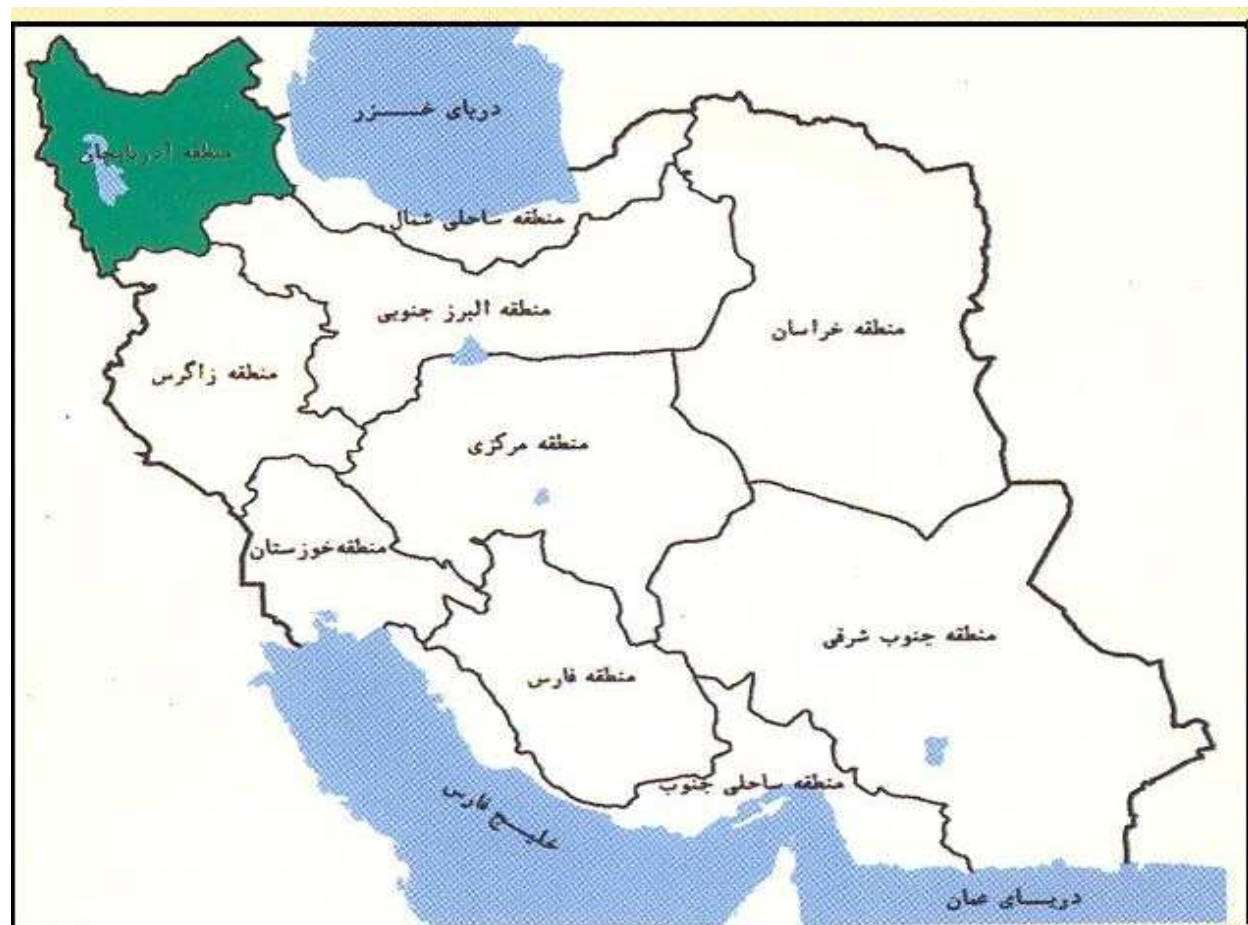 دریای خزر
منطقه آذربایجان
منطقه ساحلی شمال
منطقه البرز جنوبی
منطقه خراسان
منطقه زاگرس
منطقه مرکزی
منطقه خوزستان
منطقه جنوب شرقی
منطقه فارس
منطقه ساحلی جنوب
خلیج فارس
دریای عمان